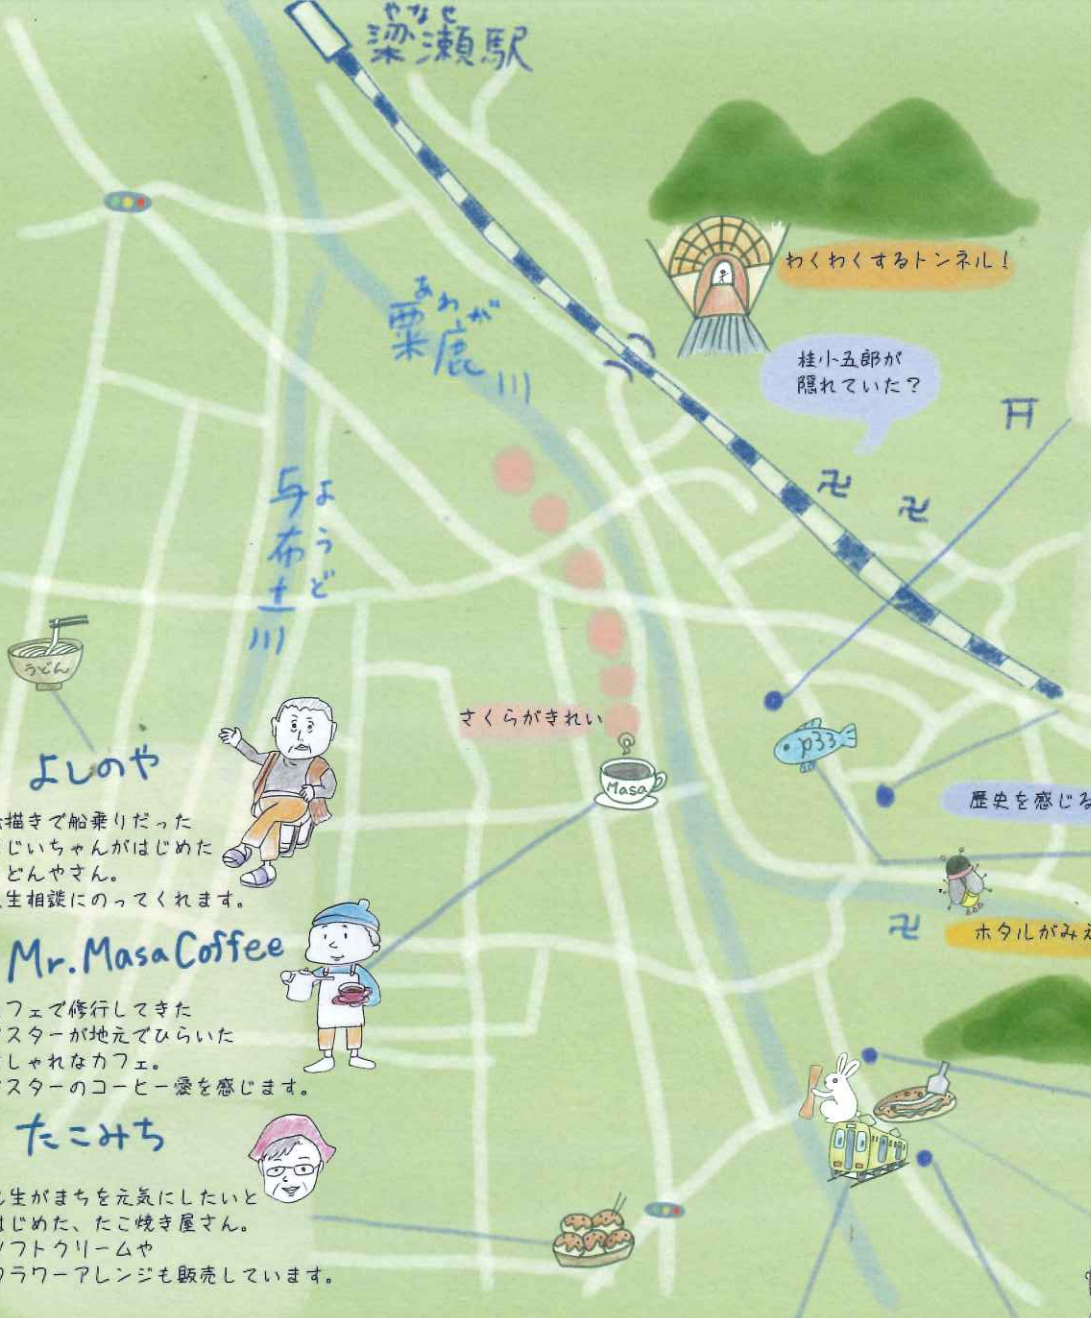 やなせ
梁瀬駅
わくわくするトンネル!
あわが
粟鹿川
桂小五郎が
隠れていた?
卍
卍
ようど
与布土川
うどん
さくらがきれい
Masa
p33
よしのや
描きで船乗りだった
じいちゃんがはじめた
どんやさん。
生相談にのってくれます。
歴史を感じる
卍
ホタルがみえ
Mr.Masa Coffee
フェで修行してきた
スターが地元でひらいた
しゃれなカフェ。
スターのコーヒー愛を感じます。
たこみち
生がまちを元気にしたいと
はじめた、たこ焼き屋さん。
ソフトクリームや
フラワーアレンジも販売しています。